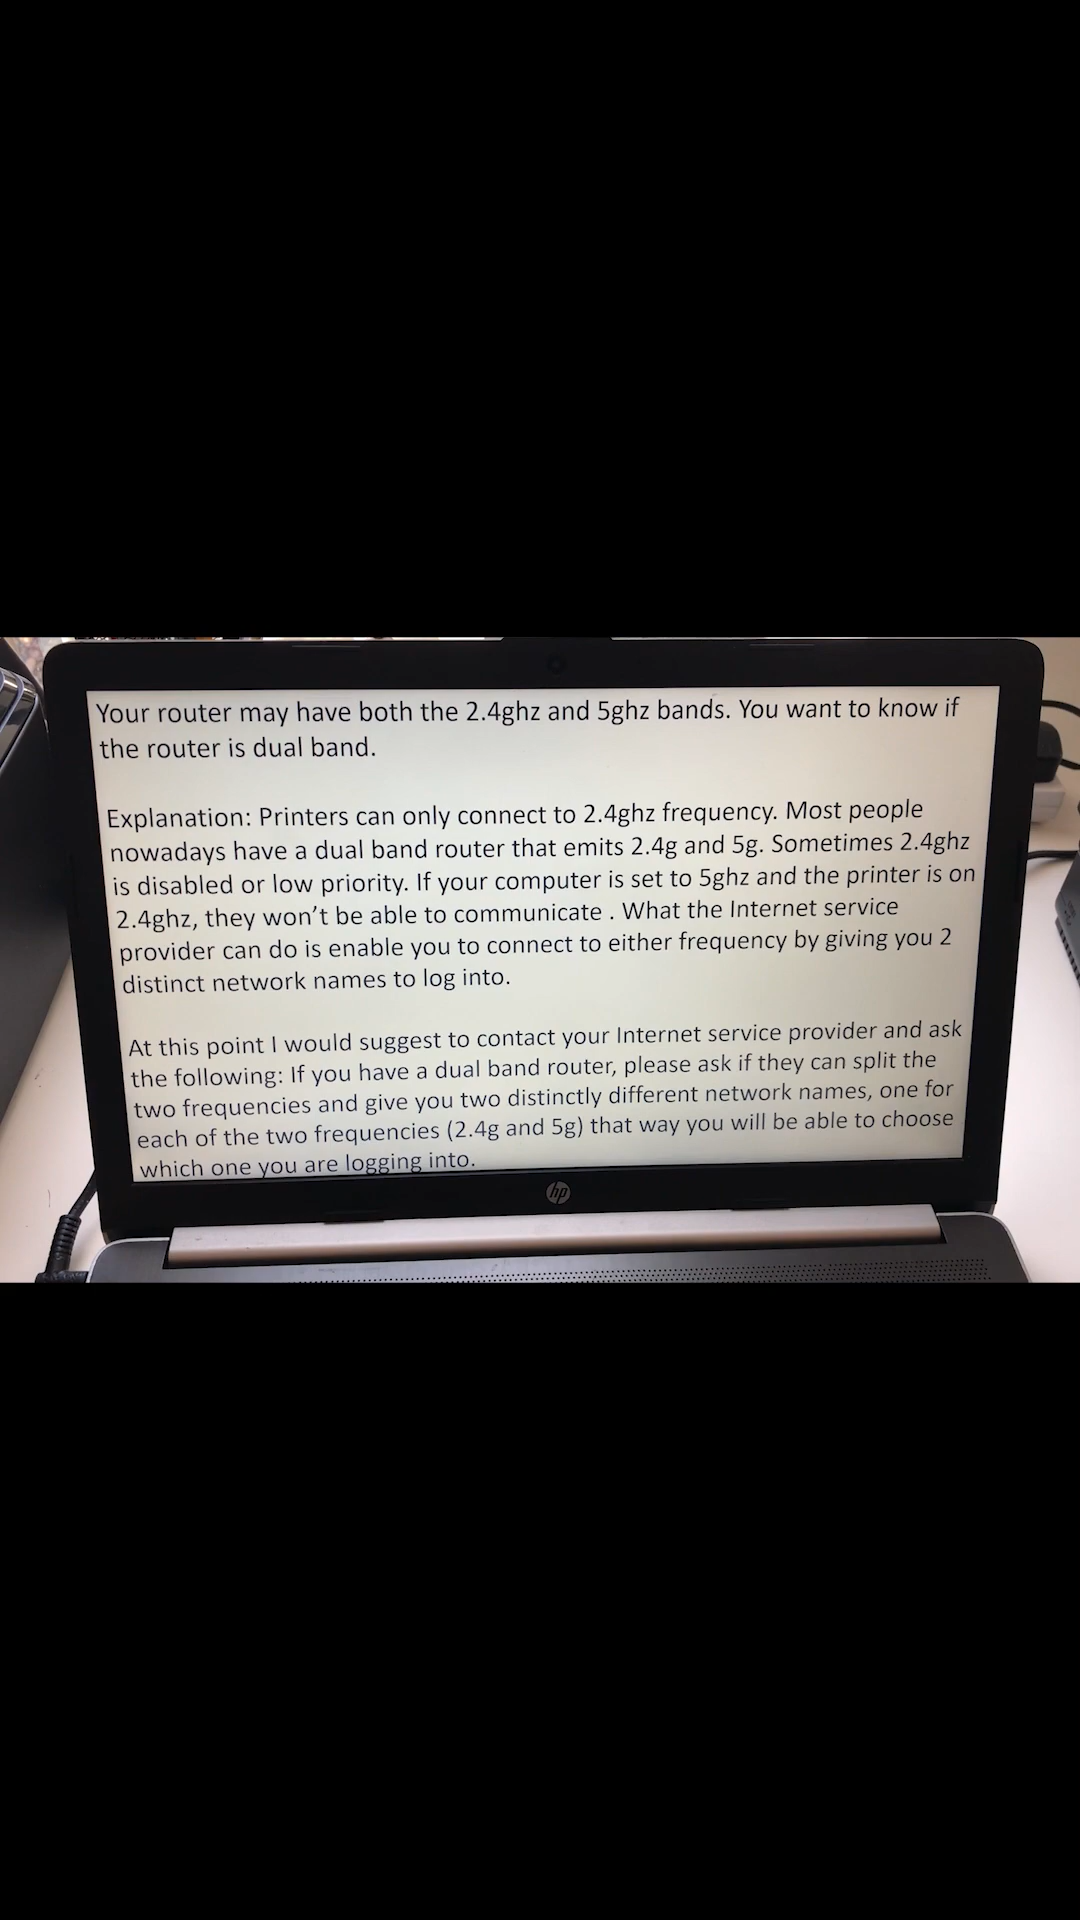 Your router may have both the 2.4ghz and 5ghz bands. You want to know if
the router is dual band.
Explanation: Printers can only connect to 2.4ghz frequency. Most people
nowadays have a dual band router that emits 2.4g and 5g. Sometimes 2.4ghz
is disabled or low priority. If your computer is set to 5ghz and the printer is on
2.4ghz, they won’t be able to communicate . What the Internet service
provider can do is enable you to connect to either frequency by giving you 2
distinct network names to log into.
At this point I would suggest to contact your Internet service provider and ask
the following: If you have a dual band router, please ask if they can split the
two frequencies and give you two distinctly different network names, one for
each of the two frequencies (2.4g and 5g) that way you will be able to choose
which one you are logging into.
hp